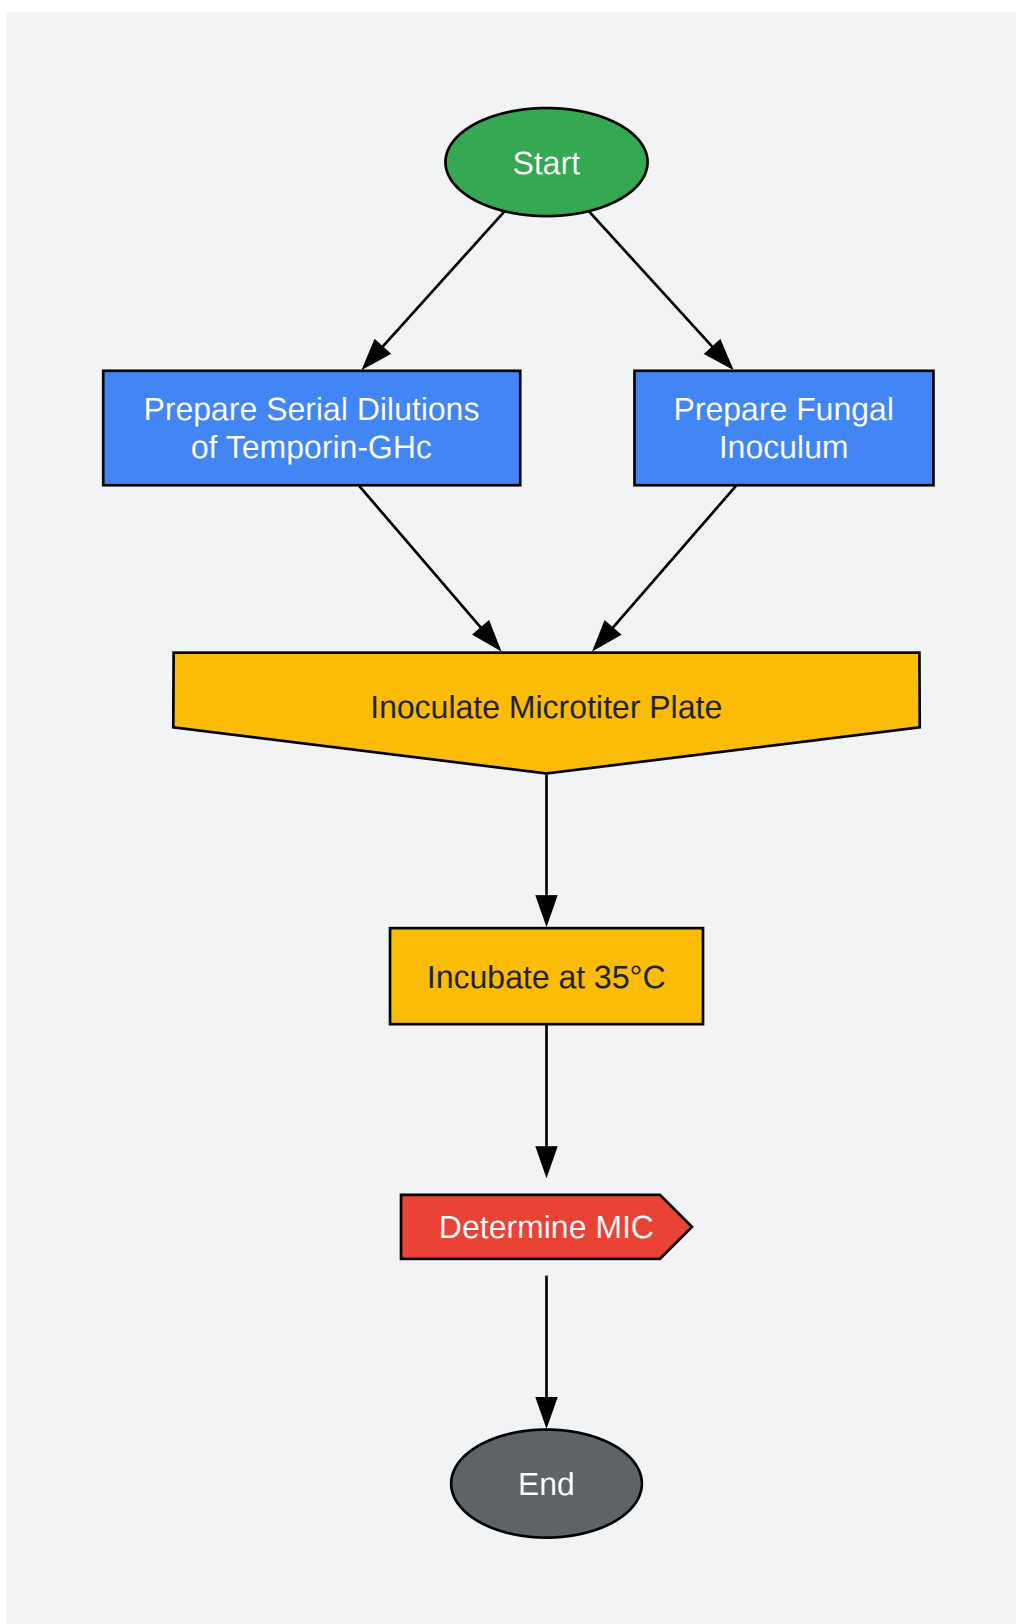 Start
Prepare Serial Dilutions
of Temporin-GHc
Prepare Fungal
Inoculum
Inoculate Microtiter Plate
Incubate at 35°C
Determine MIC
End